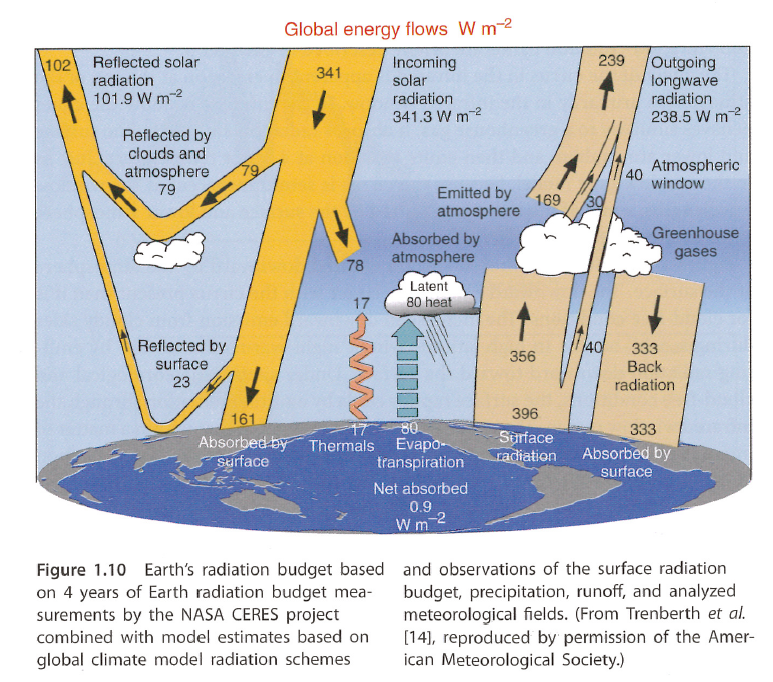 Global energy flows W m⁻²
102
Reflected solar
radiation
101.9 W m⁻²
341
Incoming
solar
radiation
341.3 W m⁻²
239
Outgoing
longwave
radiation
238.5 W m⁻²
Reflected by
clouds and
atmosphere
79
79
Emitted by
atmosphere
169
30
40
Atmospheric
window
Absorbed by
atmosphere
78
Greenhouse
gases
Latent
80 heat
17
Reflected by
surface
23
356
40
333
Back
radiation
161
Absorbed by
surface
17
Thermals
80
Evapo-
transpiration
396
Surface
radiation
333
Absorbed by
surface
Net absorbed
0.9
W m⁻²
Figure 1.10 Earth's radiation budget based
on 4 years of Earth radiation budget mea-
surements by the NASA CERES project
combined with model estimates based on
global climate model radiation schemes
and observations of the surface radiation
budget, precipitation, runoff, and analyzed
meteorological fields. (From Trenberth et al.
[14], reproduced by permission of the Amer-
ican Meteorological Society.)